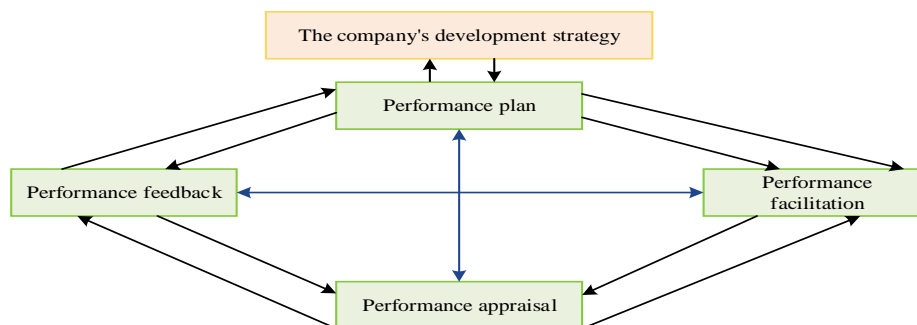 The company's development strategy
Performance plan
Performance feedback
Performance
facilitation
Performance appraisal